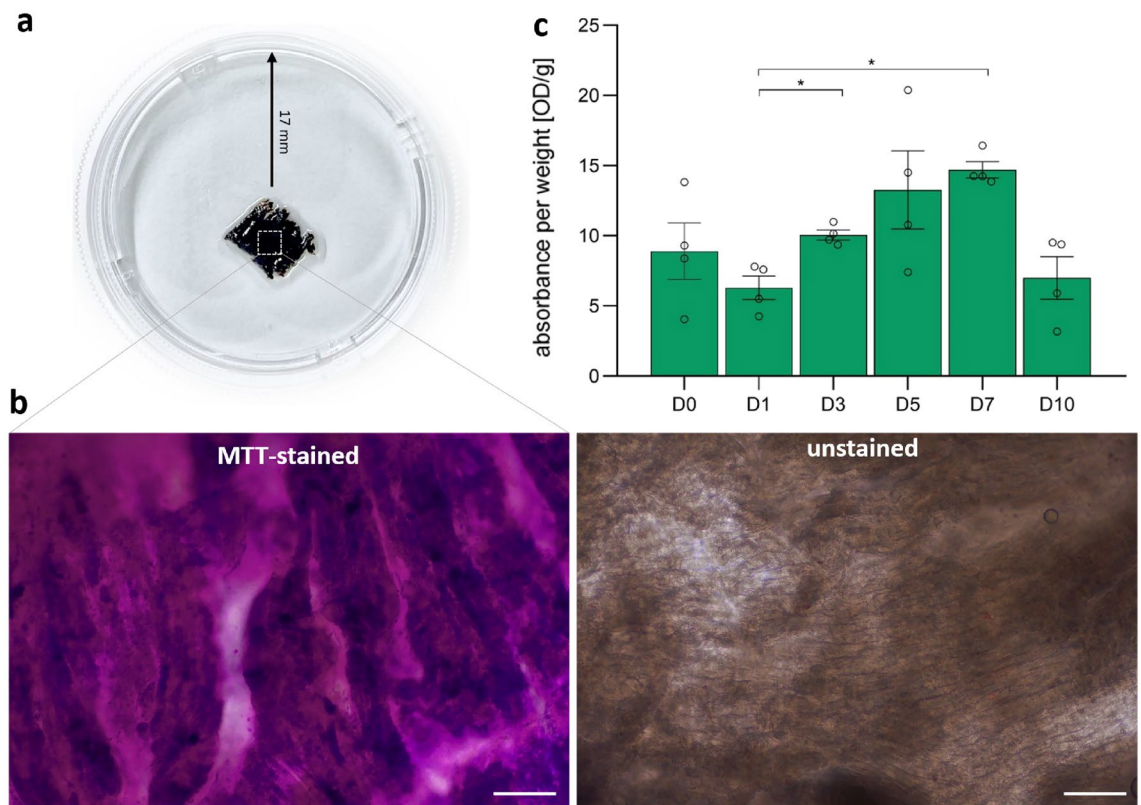 a
17 mm
c
absorbance per weight [OD/g]
25
20
15
10
5
0
*
*
D0 D1 D3 D5 D7 D10
b
MTT-stained
unstained